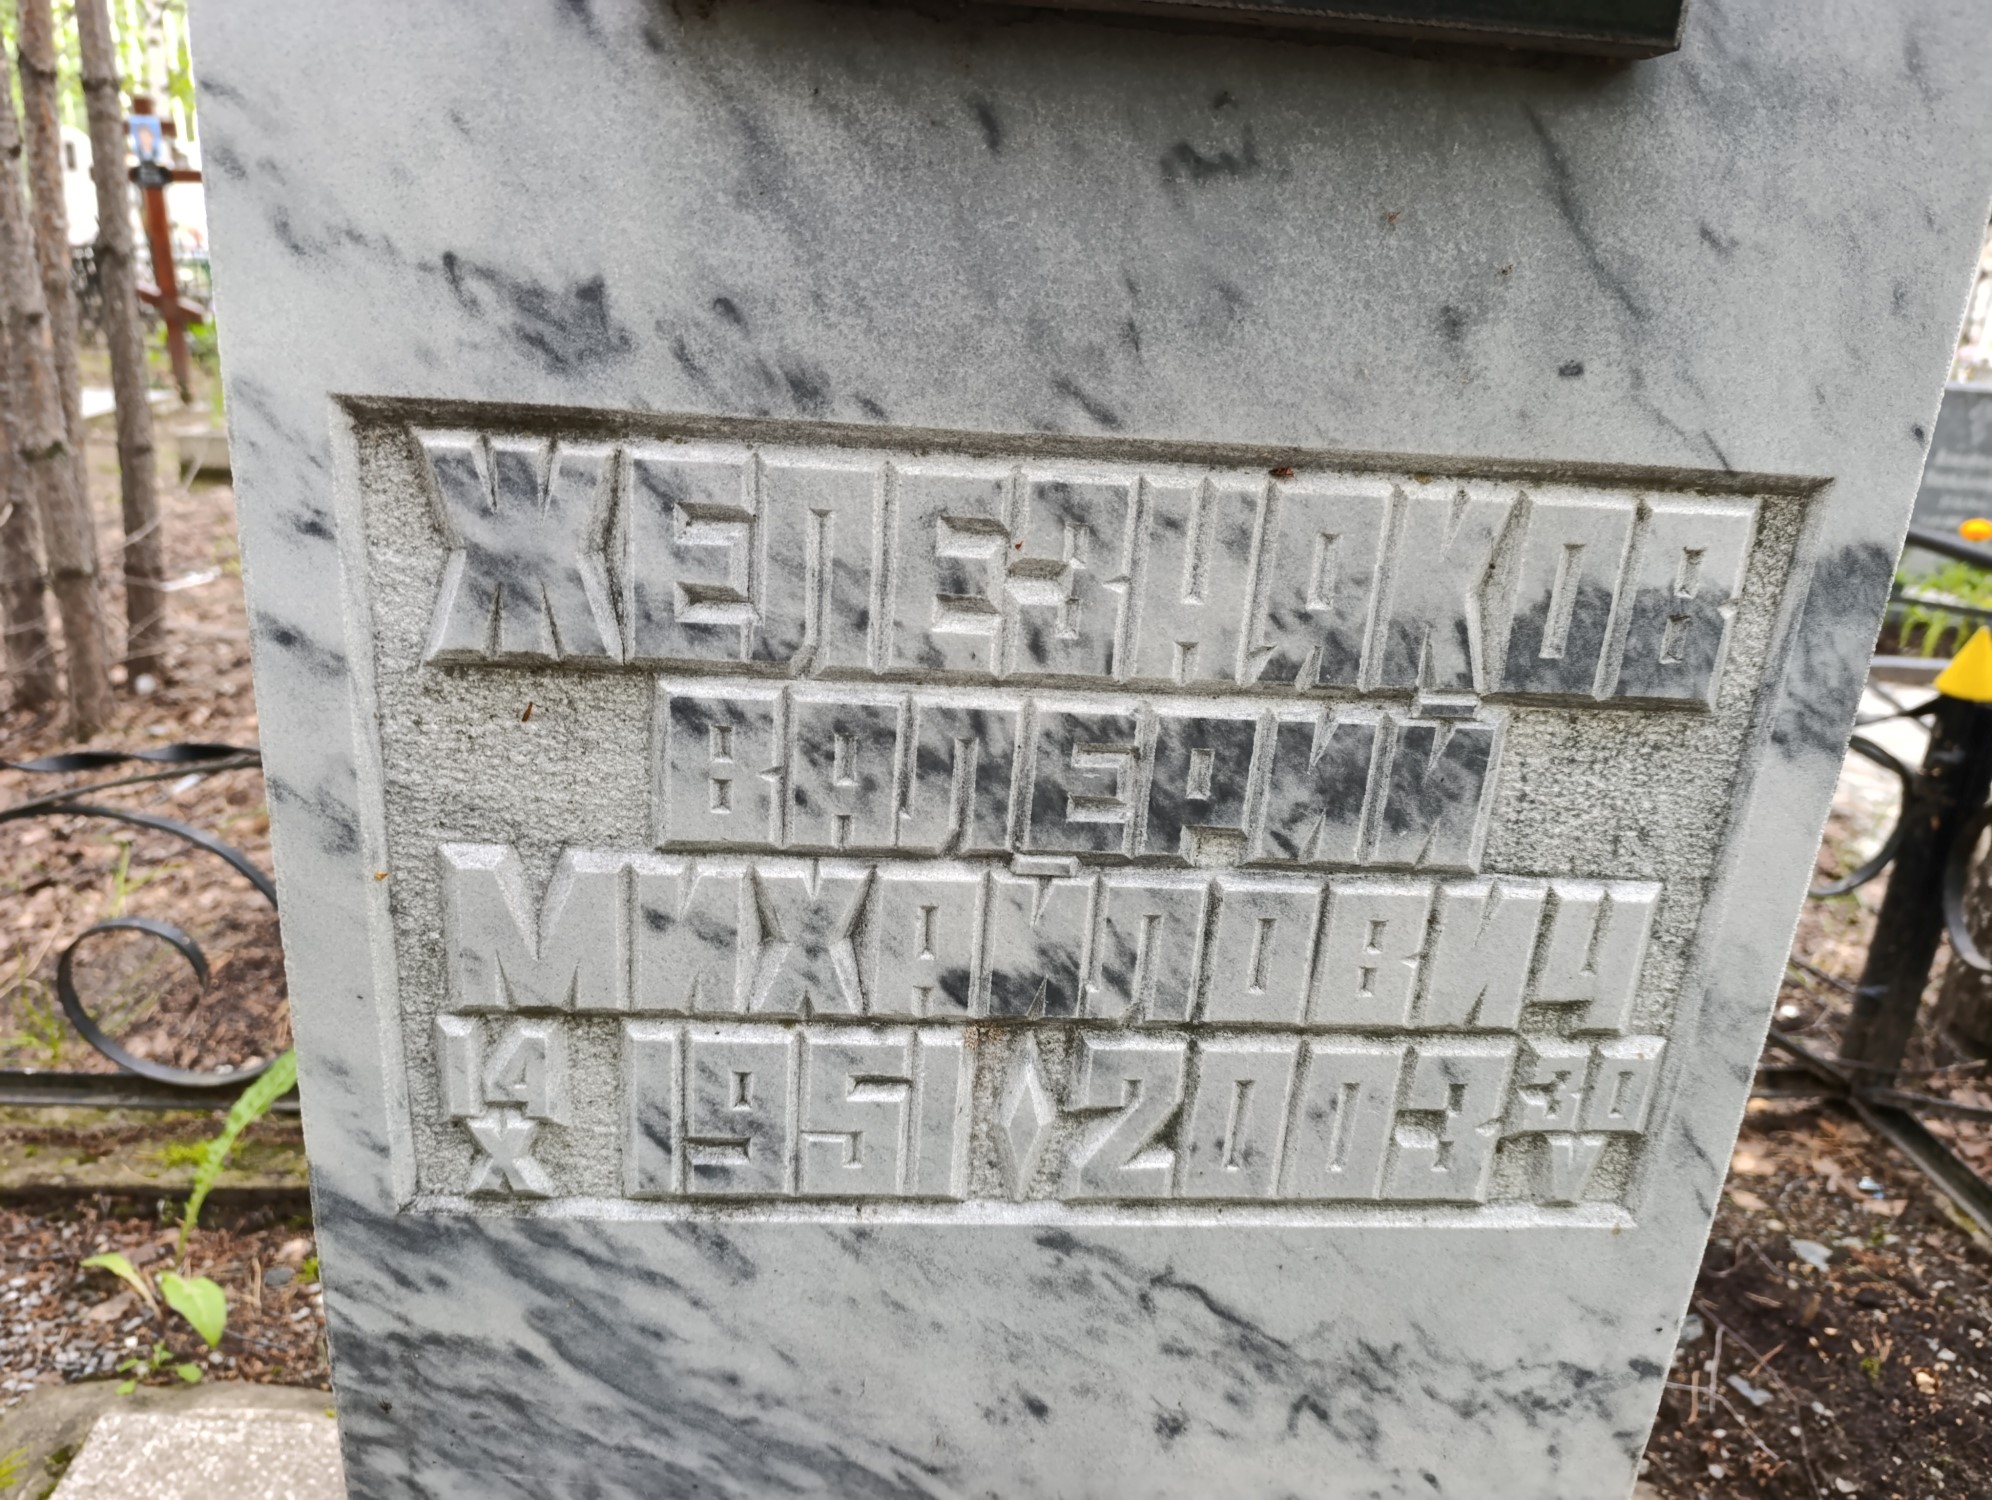 ЖЕЛЕЗНЯКОВ
ВАЛЕРИЙ
МИХАЙЛОВИЧ
14 X 1951 2003 30 V